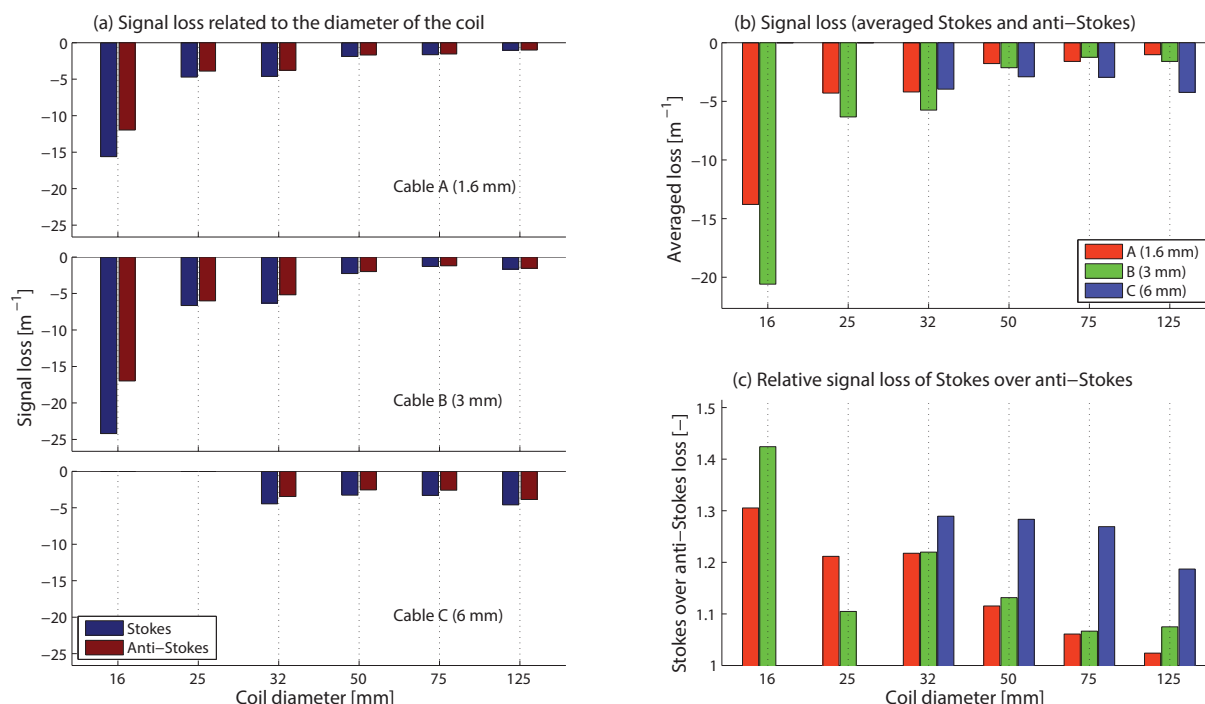 (a) Signal loss related to the diameter of the coil
0
−5
−10
−15
−20
−25
Cable A (1.6 mm)
0
−5
−10
−15
−20
−25
Cable B (3 mm)
Signal loss [m⁻¹]
0
−5
−10
−15
−20
−25
Cable C (6 mm)
Stokes
Anti−Stokes
16 25 32 50 75 125
Coil diameter [mm]
(b) Signal loss (averaged Stokes and anti−Stokes)
0
−5
−10
−15
−20
Averaged loss [m⁻¹]
A (1.6 mm)
B (3 mm)
C (6 mm)
16 25 32 50 75 125
(c) Relative signal loss of Stokes over anti−Stokes
1.5
1.4
1.3
1.2
1.1
1
Stokes over anti−Stokes loss [−]
16 25 32 50 75 125
Coil diameter [mm]